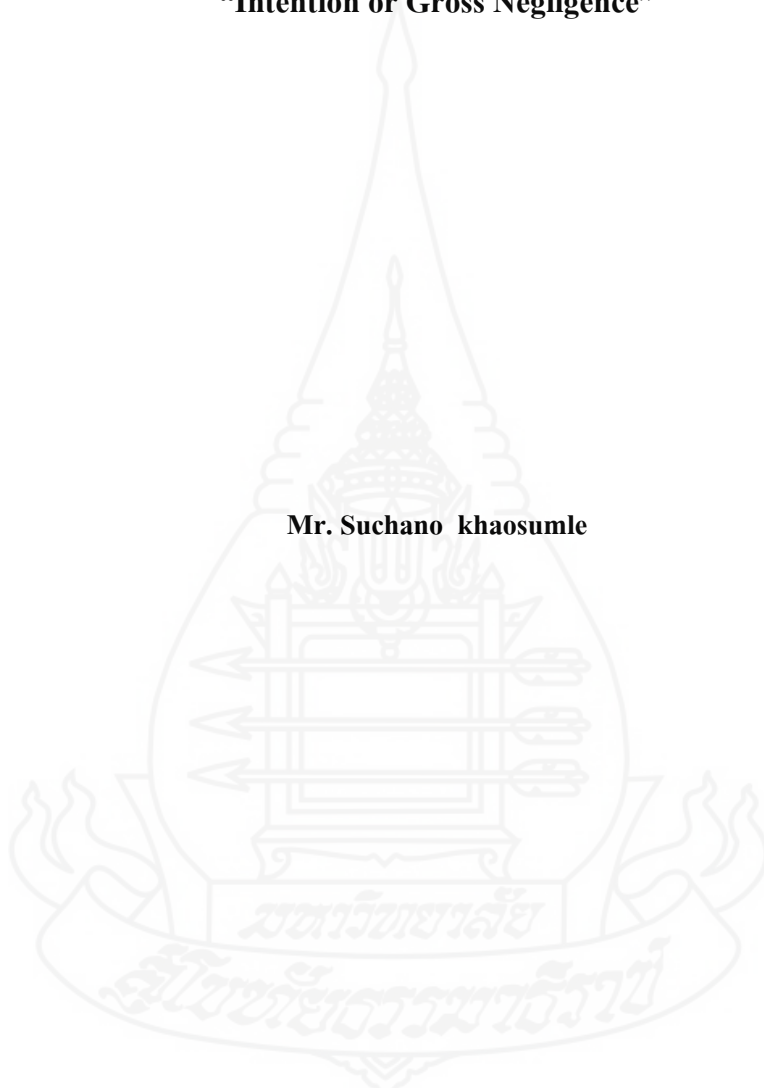 “Intention or Gross Negligence”
Mr. Suchano khaosumle
มหาวิทยาลัย
สุโขทัยธรรมาธิราช